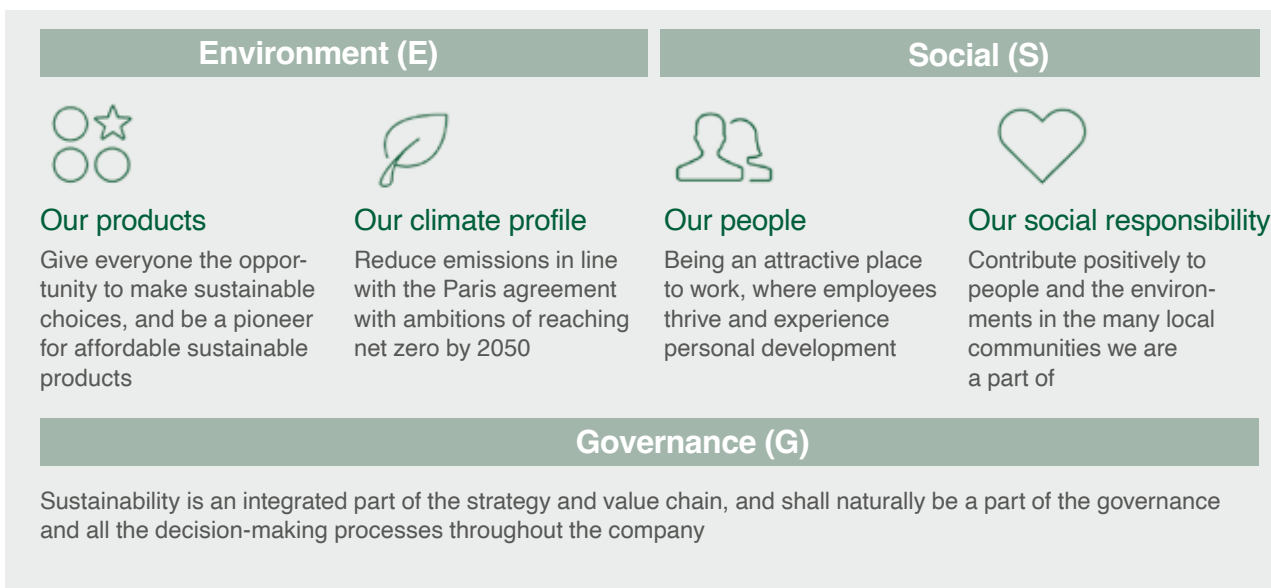 Environment (E)
Social (S)
Our products
Give everyone the oppor-
tunity to make sustainable
choices, and be a pioneer
for affordable sustainable
products
Our climate profile
Reduce emissions in line
with the Paris agreement
with ambitions of reaching
net zero by 2050
Our people
Being an attractive place
to work, where employees
thrive and experience
personal development
Our social responsibility
Contribute positively to
people and the environ-
ments in the many local
communities we are
a part of
Governance (G)
Sustainability is an integrated part of the strategy and value chain, and shall naturally be a part of the governance
and all the decision-making processes throughout the company